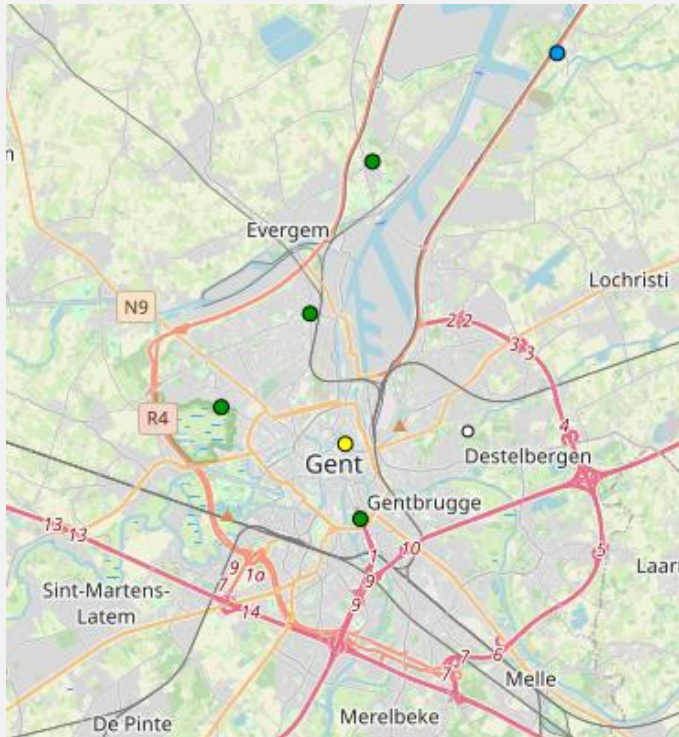 n
Evergem
Lochristi
N9
2 2
3 3
R4
4
Destelbergen
Gent
Gentbrugge
13
13
10
1
5
9
1a
9
9
7
Laarn
Sint-Martens-
Latem
14
6
7
7
Melle
De Pinte
Merelbeke